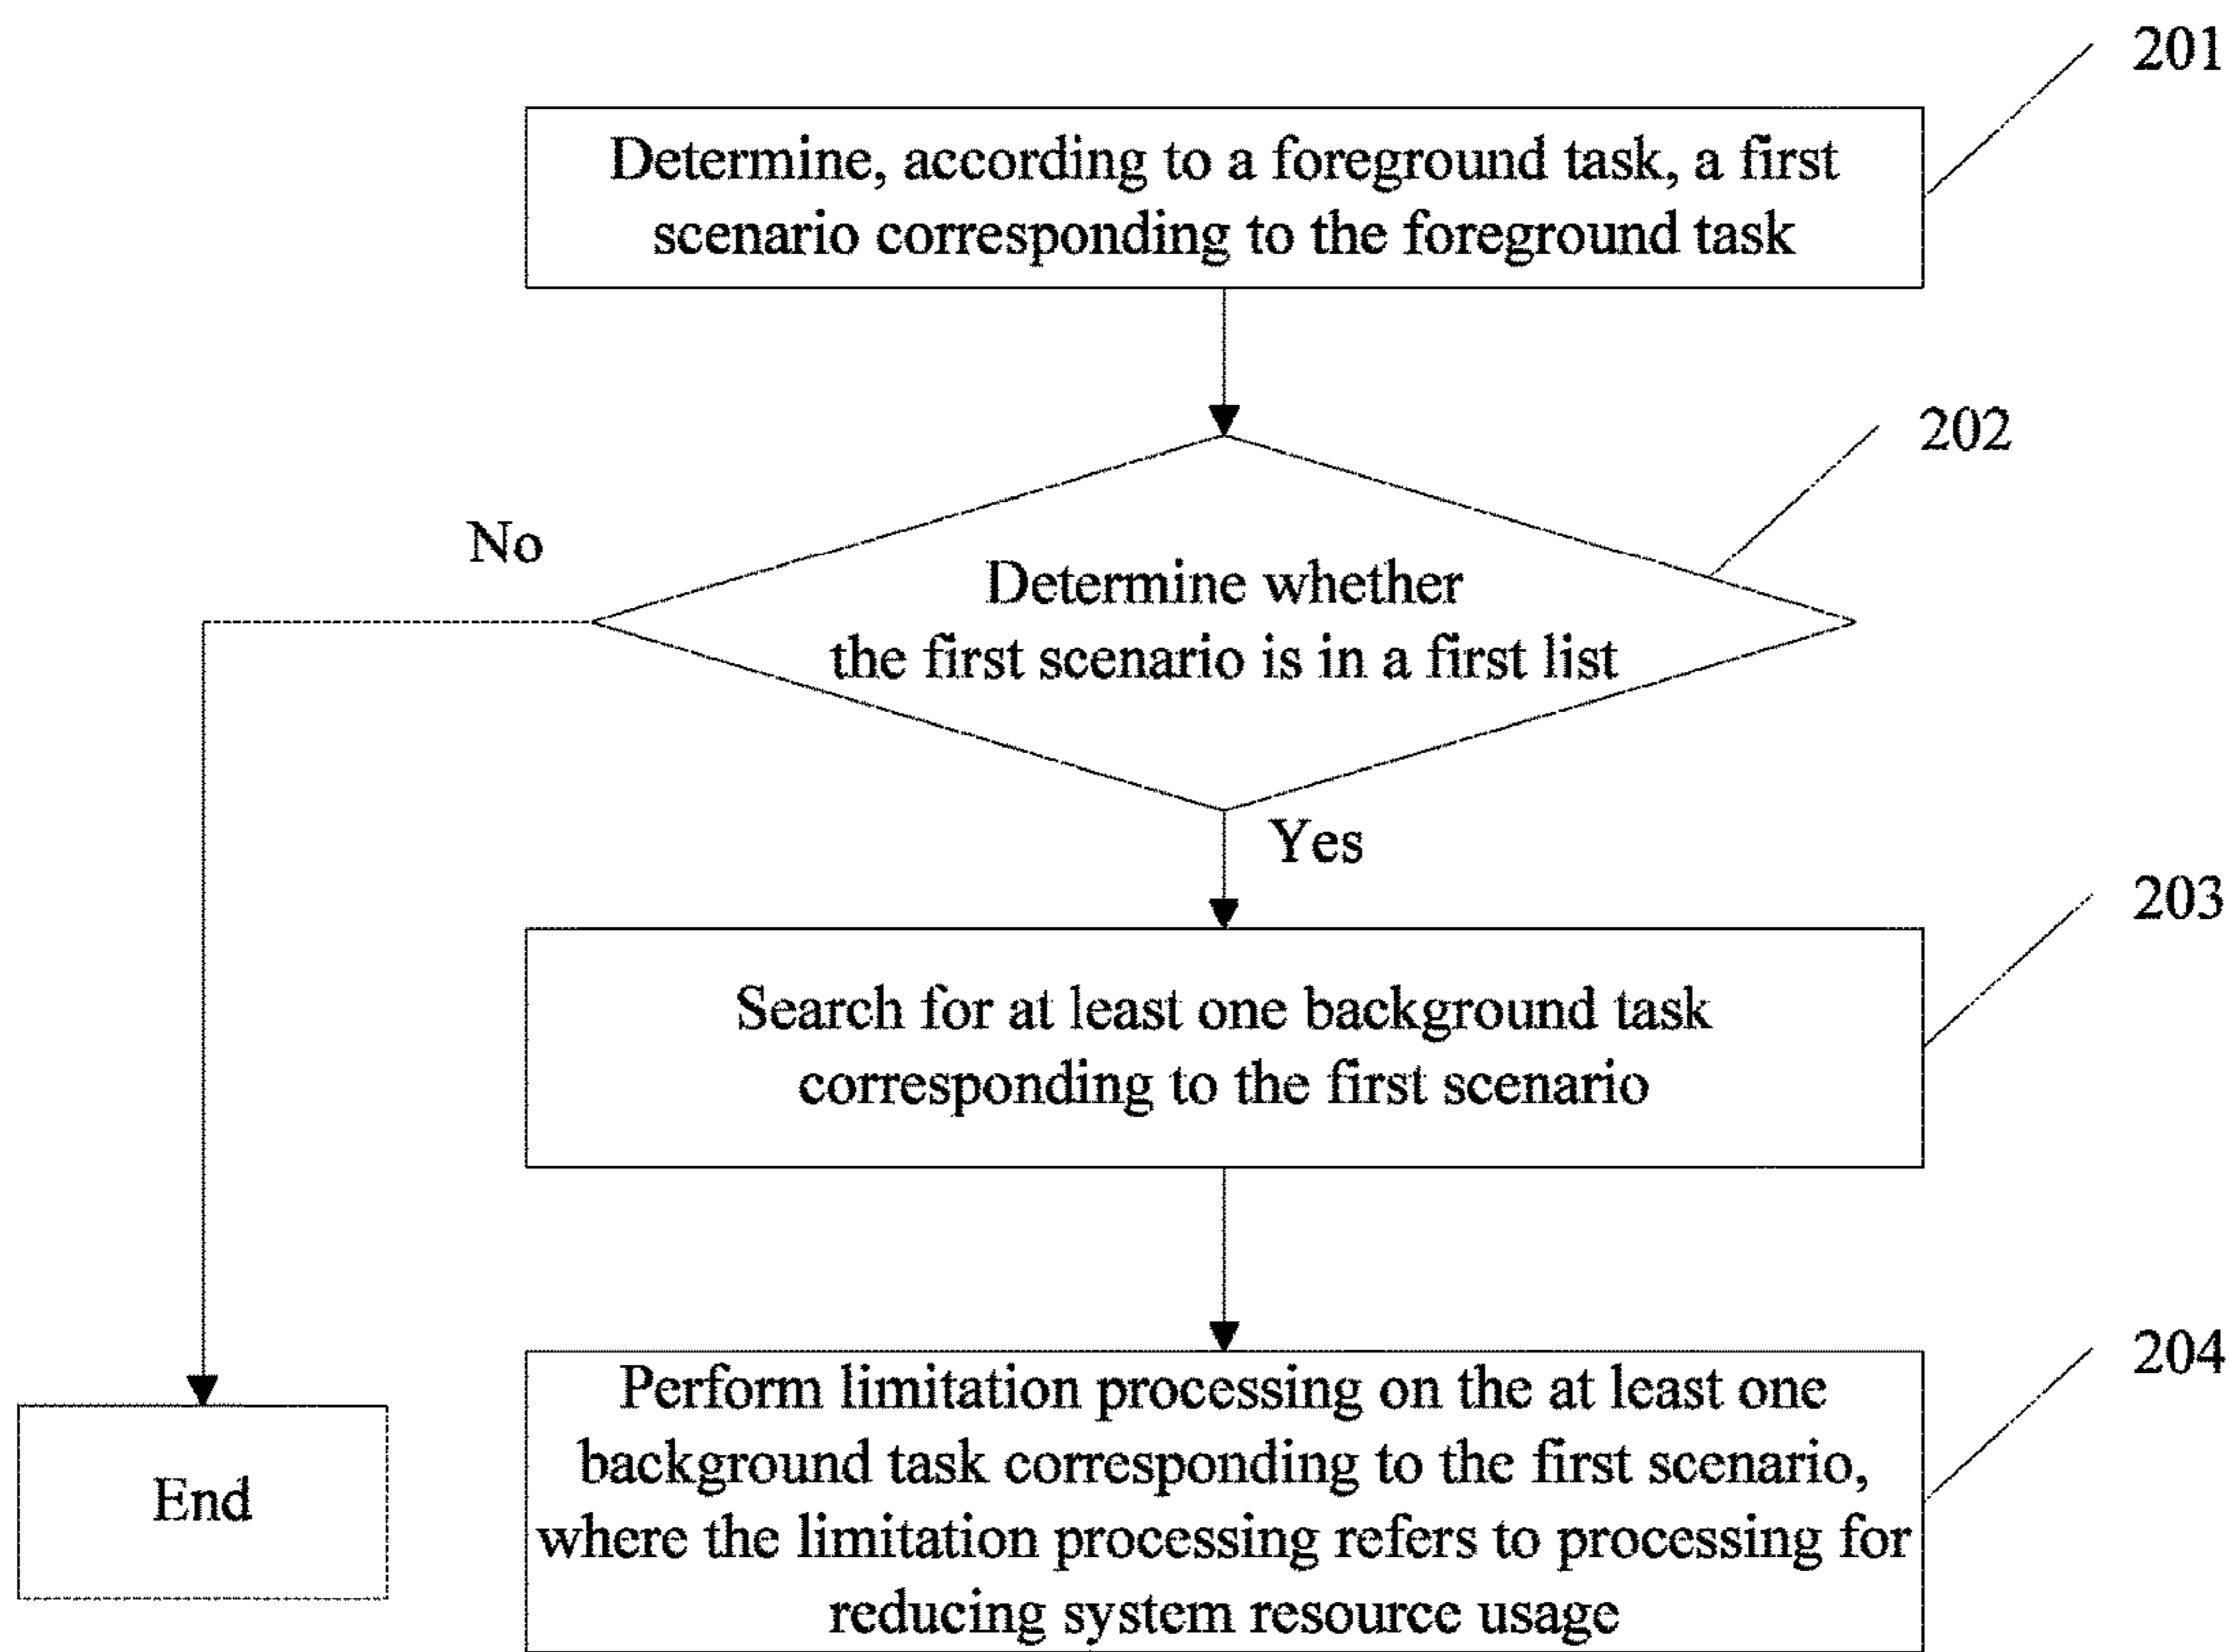 201
Determine, according to a foreground task, a first
scenario corresponding to the foreground task
202
No
Determine whether
the first scenario is in a first list
Yes
203
Search for at least one background task
corresponding to the first scenario
204
Perform limitation processing on the at least one
background task corresponding to the first scenario,
where the limitation processing refers to processing for
reducing system resource usage
End